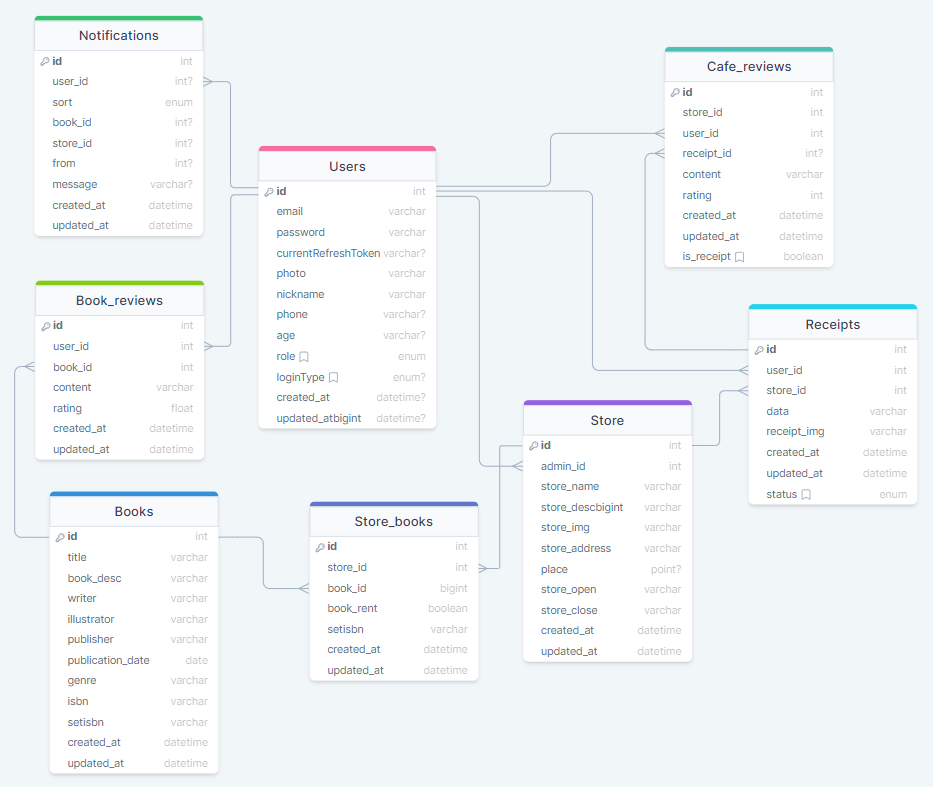 Notifications
id int
user_id int?
sort enum
book_id int?
store_id int?
from int?
message varchar?
created_at datetime
updated_at datetime
Users
id int
email varchar
password varchar
currentRefreshToken varchar?
photo varchar
nickname varchar
phone varchar?
age varchar?
role enum
loginType enum?
created_at datetime?
updated_atbigint datetime?
Cafe_reviews
id int
store_id int
user_id int
receipt_id int?
content varchar
rating int
created_at datetime
updated_at datetime
is_receipt boolean
Book_reviews
id int
user_id int
book_id int
content varchar
rating float
created_at datetime
updated_at datetime
Receipts
id int
user_id int
store_id int
data varchar
receipt_img varchar
created_at datetime
updated_at datetime
status enum
Store
id int
admin_id int
store_name varchar
store_descbigint varchar
store_img varchar
store_address varchar
place point?
store_open varchar
store_close varchar
created_at datetime
updated_at datetime
Books
id int
title varchar
book_desc varchar
writer varchar
illustrator varchar
publisher varchar
publication_date date
genre varchar
isbn varchar
setisbn varchar
created_at datetime
updated_at datetime
Store_books
id int
store_id int
book_id bigint
book_rent boolean
setisbn varchar
created_at datetime
updated_at datetime